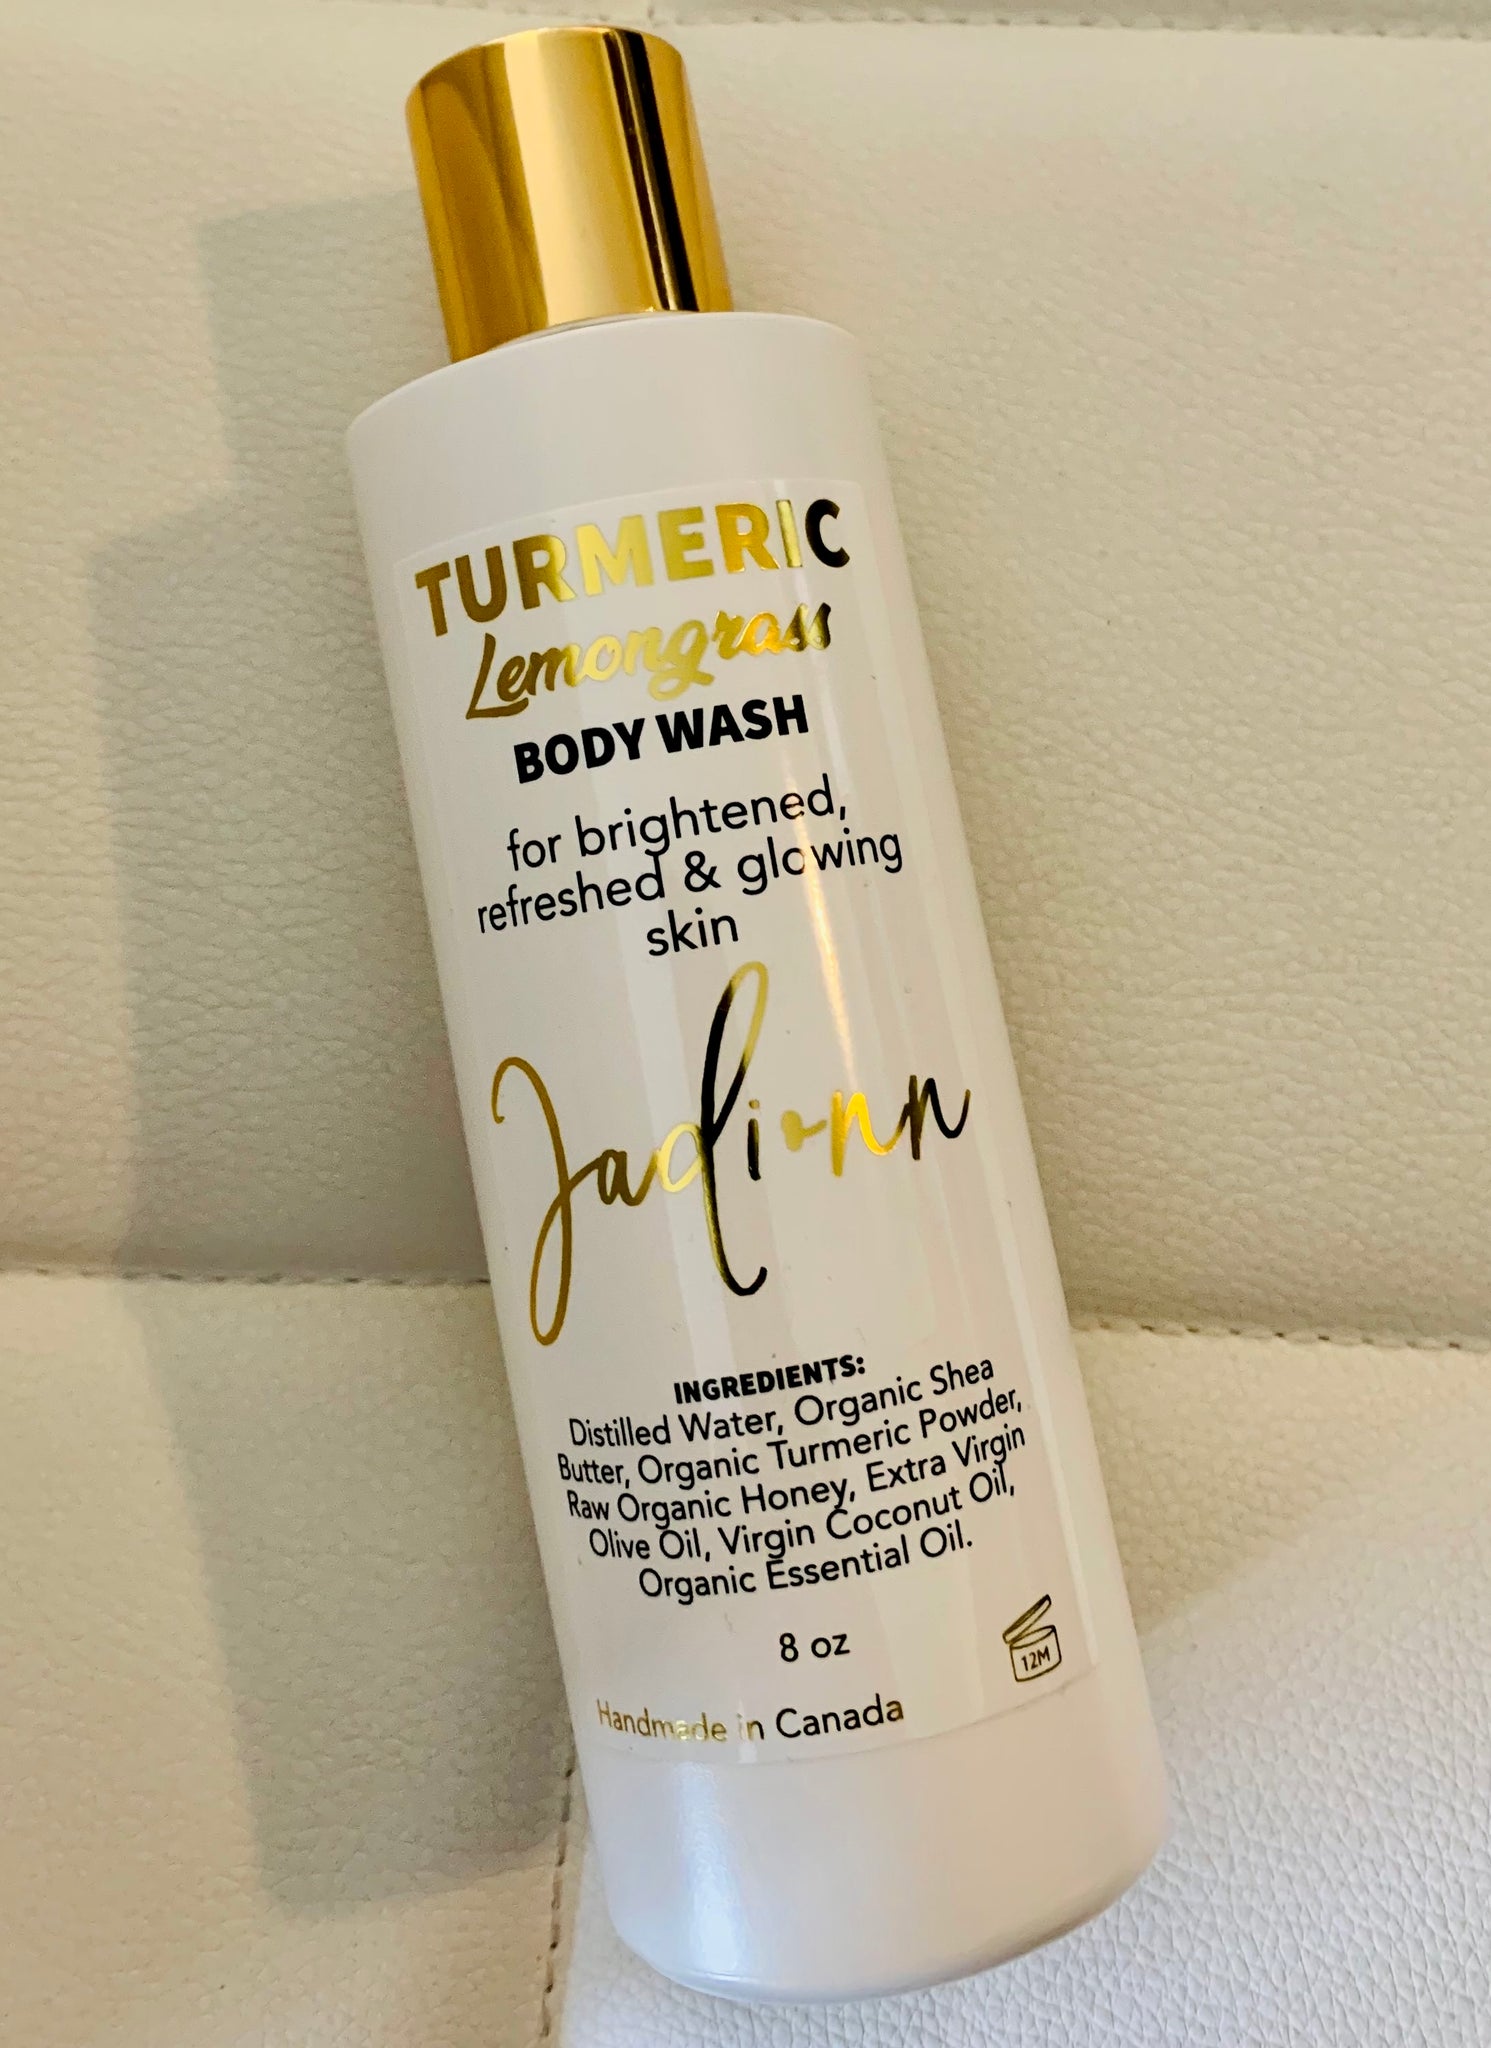 TURMERIC
Lemongrass
BODY WASH
for brightened,
refreshed & glowing
skin
Jadionn
INGREDIENTS:
Distilled Water, Organic Shea
Butter, Organic Turmeric Powder,
Raw Organic Honey, Extra Virgin
Olive Oil, Virgin Coconut Oil,
Organic Essential Oil.
8 oz
12M
Handmade in Canada